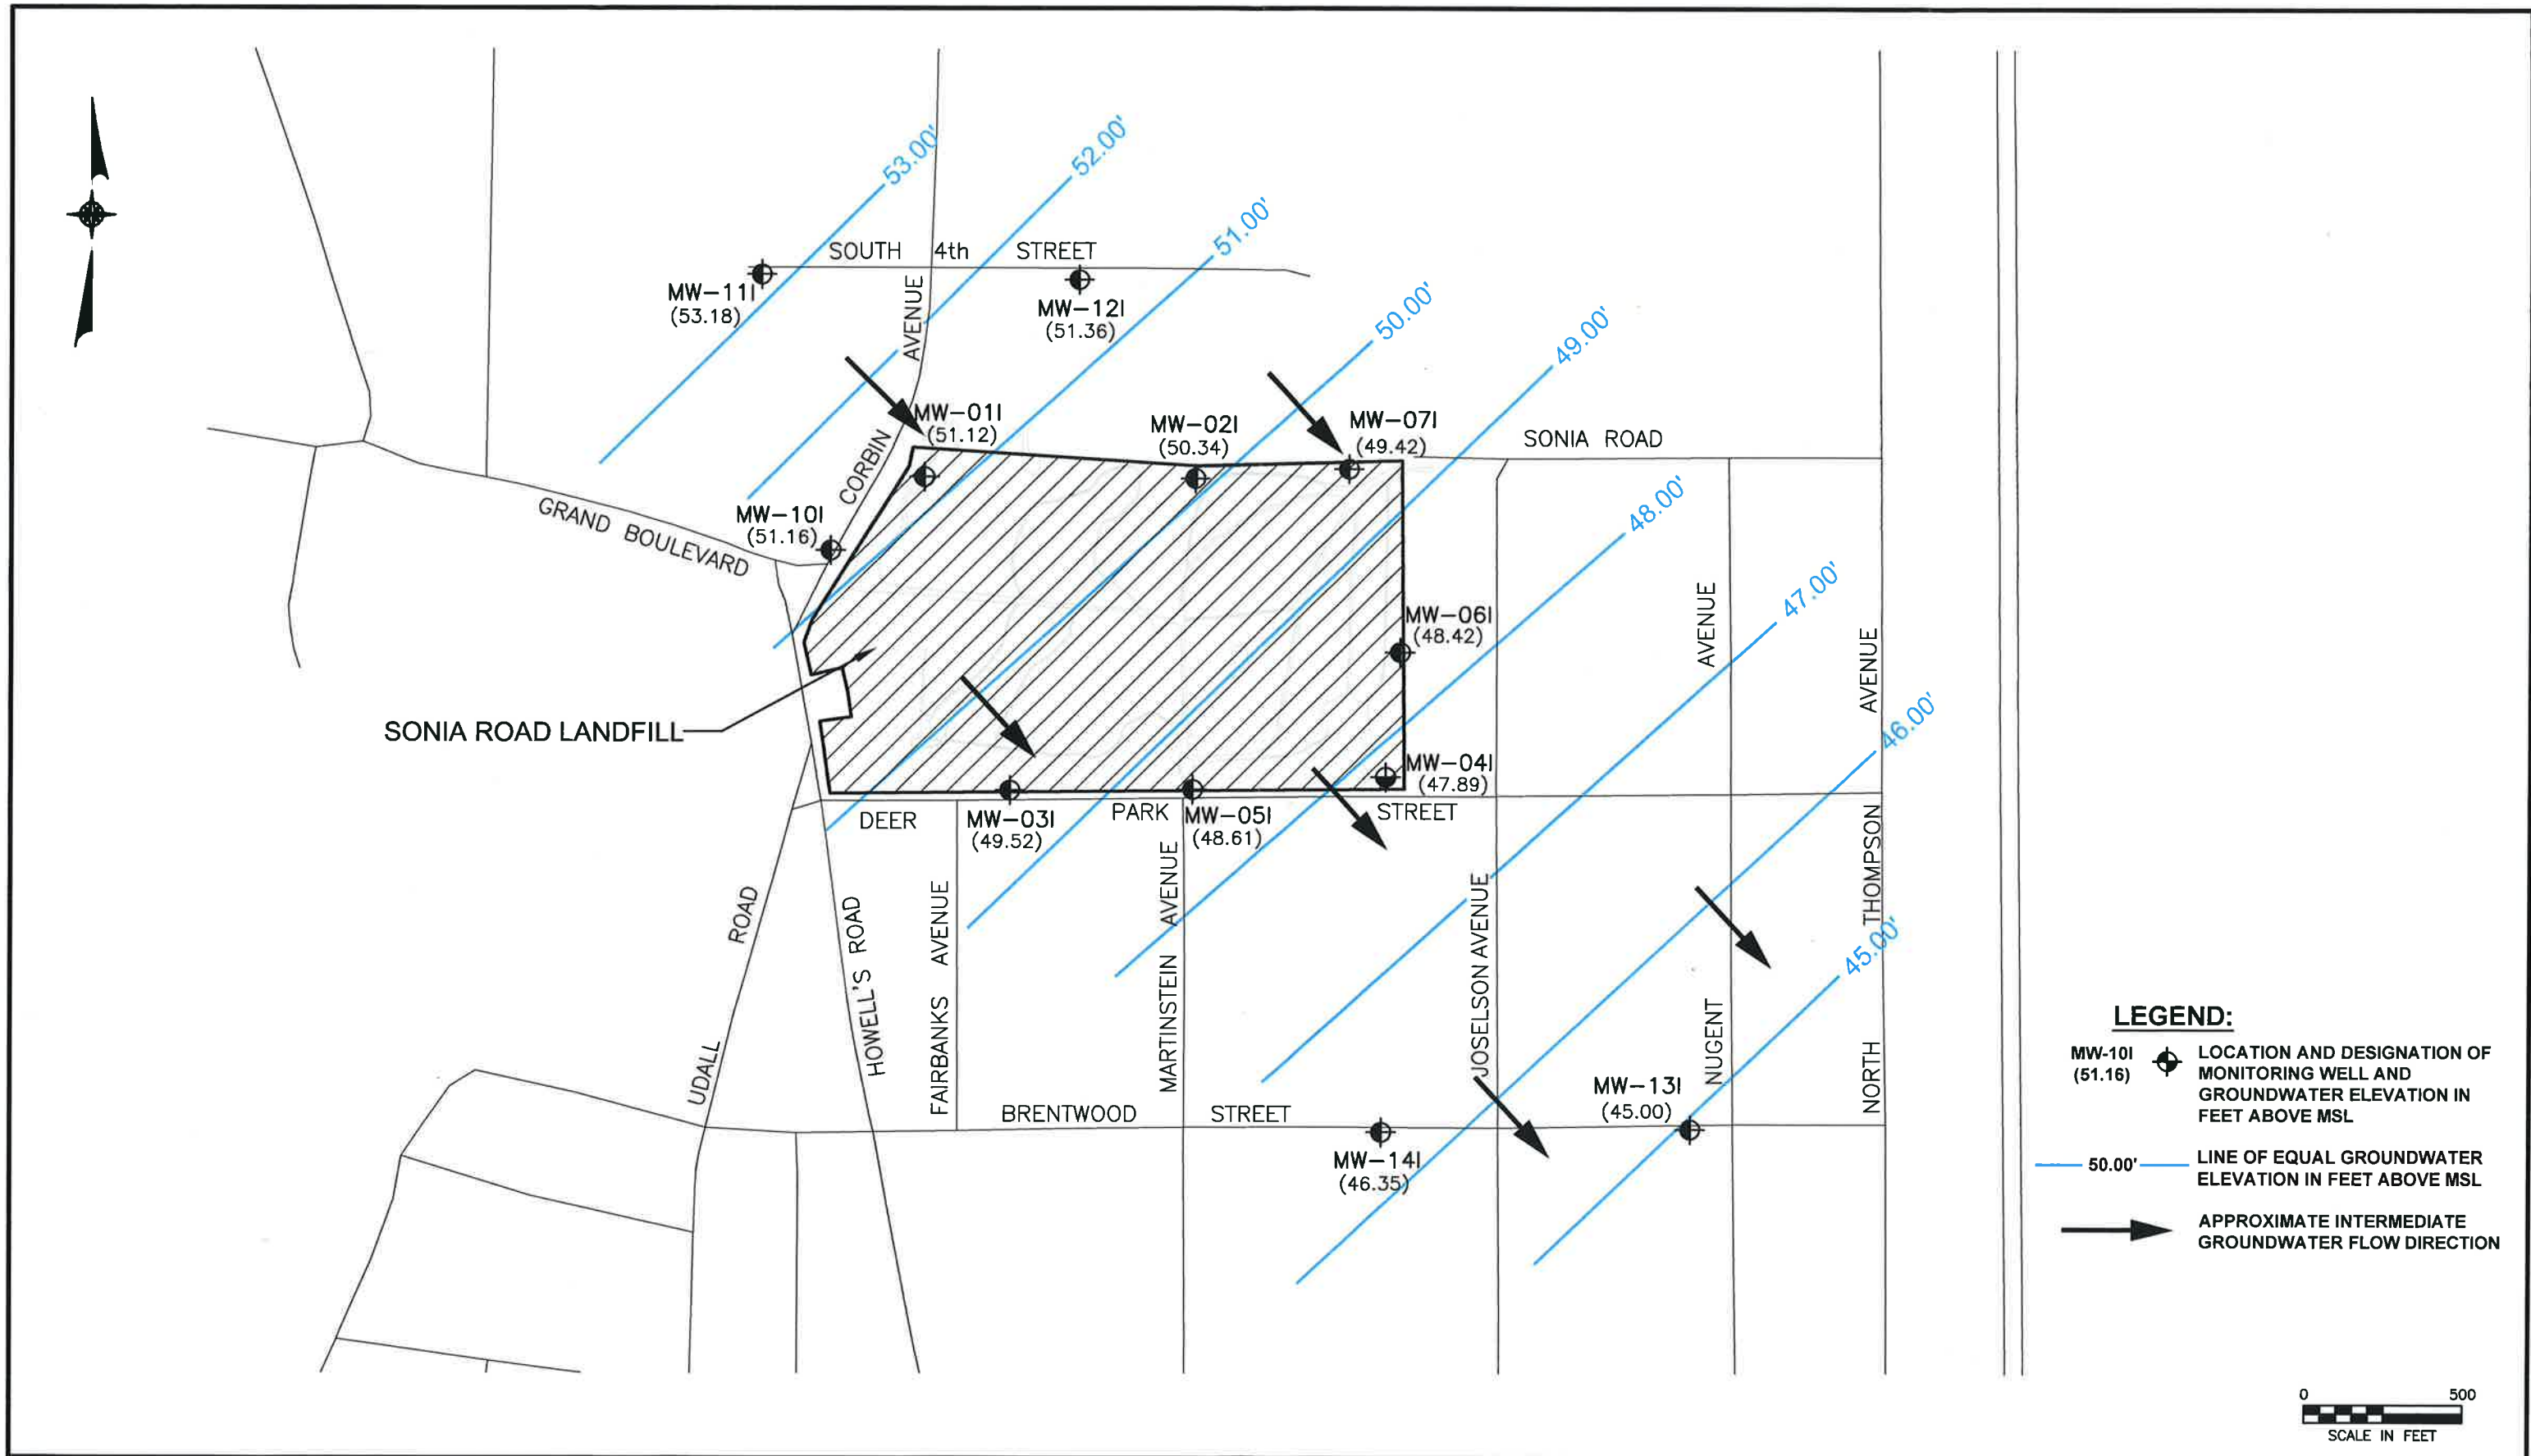 53.00'
52.00'
51.00'
50.00'
49.00'
48.00'
47.00'
46.00'
45.00'
SOUTH 4th STREET
MW-11I
(53.18)
MW-12I
(51.36)
CORBIN AVENUE
MW-01I
(51.12)
MW-02I
(50.34)
MW-07I
(49.42)
SONIA ROAD
MW-10I
(51.16)
GRAND BOULEVARD
MW-06I
(48.42)
SONIA ROAD LANDFILL
MW-04I
(47.89)
DEER PARK STREET
MW-03I
(49.52)
MW-05I
(48.61)
UDALL ROAD
HOWELL'S ROAD
FAIRBANKS AVENUE
MARTINSTEIN AVENUE
JOSELSON AVENUE
NUGENT AVENUE
NORTH THOMPSON AVENUE
BRENTWOOD STREET
MW-13I
(45.00)
MW-14I
(46.35)
LEGEND:
MW-10I
(51.16)
LOCATION AND DESIGNATION OF
MONITORING WELL AND
GROUNDWATER ELEVATION IN
FEET ABOVE MSL
50.00'
LINE OF EQUAL GROUNDWATER
ELEVATION IN FEET ABOVE MSL
APPROXIMATE INTERMEDIATE
GROUNDWATER FLOW DIRECTION
0 500
SCALE IN FEET